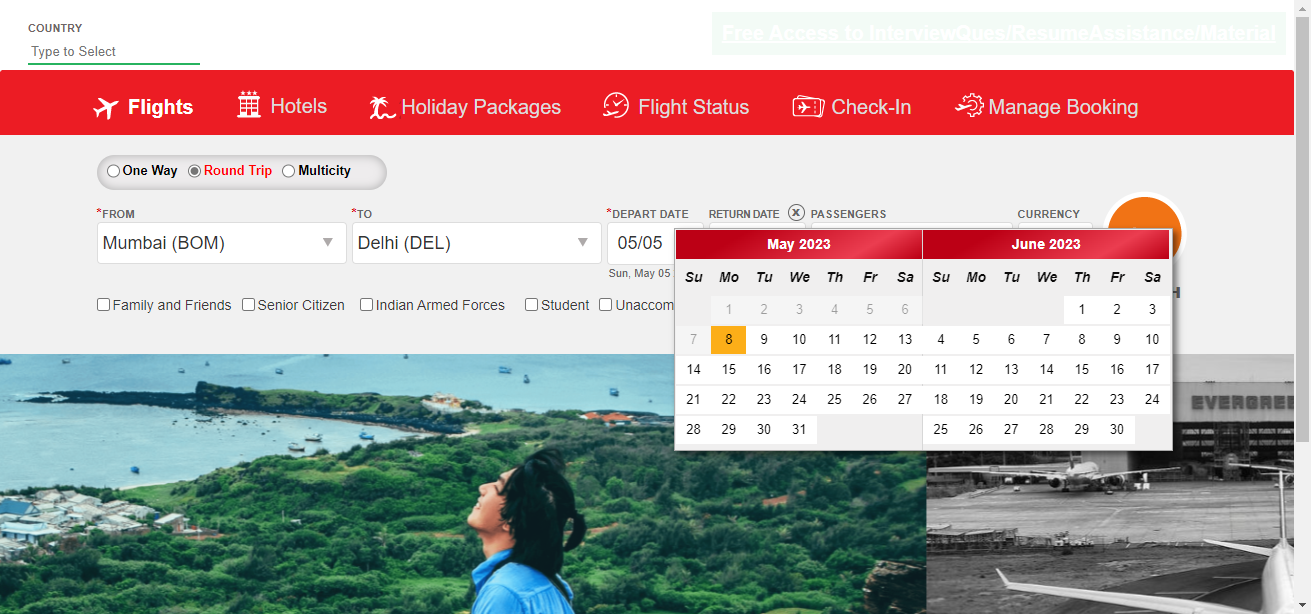 COUNTRY
Type to Select
Free Access to InterviewQues/ResumeAssistance/Material
Flights Hotels Holiday Packages Flight Status Check-In Manage Booking
One Way Round Trip Multicity
*FROM *TO *DEPART DATE RETURN DATE PASSENGERS CURRENCY
Mumbai (BOM) Delhi (DEL) 05/05
Sun, May 05
Family and Friends Senior Citizen Indian Armed Forces Student Unaccom
May 2023 June 2023
Su Mo Tu We Th Fr Sa Su Mo Tu We Th Fr Sa
1 2 3 4 5 6 1 2 3
7 8 9 10 11 12 13 4 5 6 7 8 9 10
14 15 16 17 18 19 20 11 12 13 14 15 16 17
21 22 23 24 25 26 27 18 19 20 21 22 23 24
28 29 30 31 25 26 27 28 29 30
H
EVERGREE